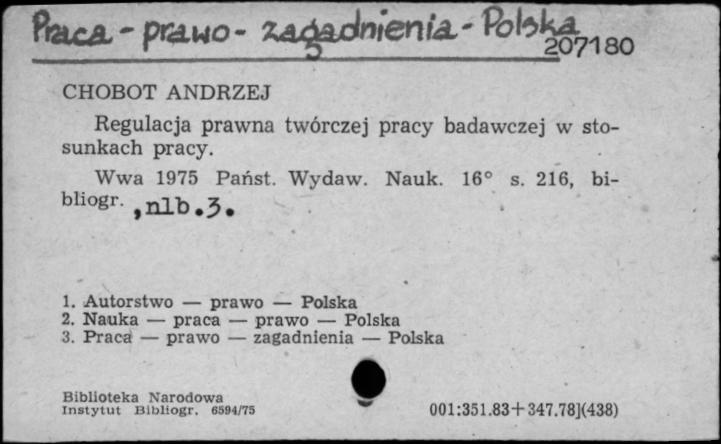 Praca - prawo - zagadnienia - Polska
207180
CHOBOT ANDRZEJ
Regulacja prawna twórczej pracy badawczej w sto-
sunkach pracy.
Wwa 1975 Państ. Wydaw. Nauk. 16° s. 216, bi-
bliogr. , nlb.3.
1. Autorstwo — prawo — Polska
2. Nauka — praca — prawo — Polska
3. Praca — prawo — zagadnienia — Polska
Biblioteka Narodowa
Instytut Bibliogr. 6594/75
001:351.83+347.78](438)